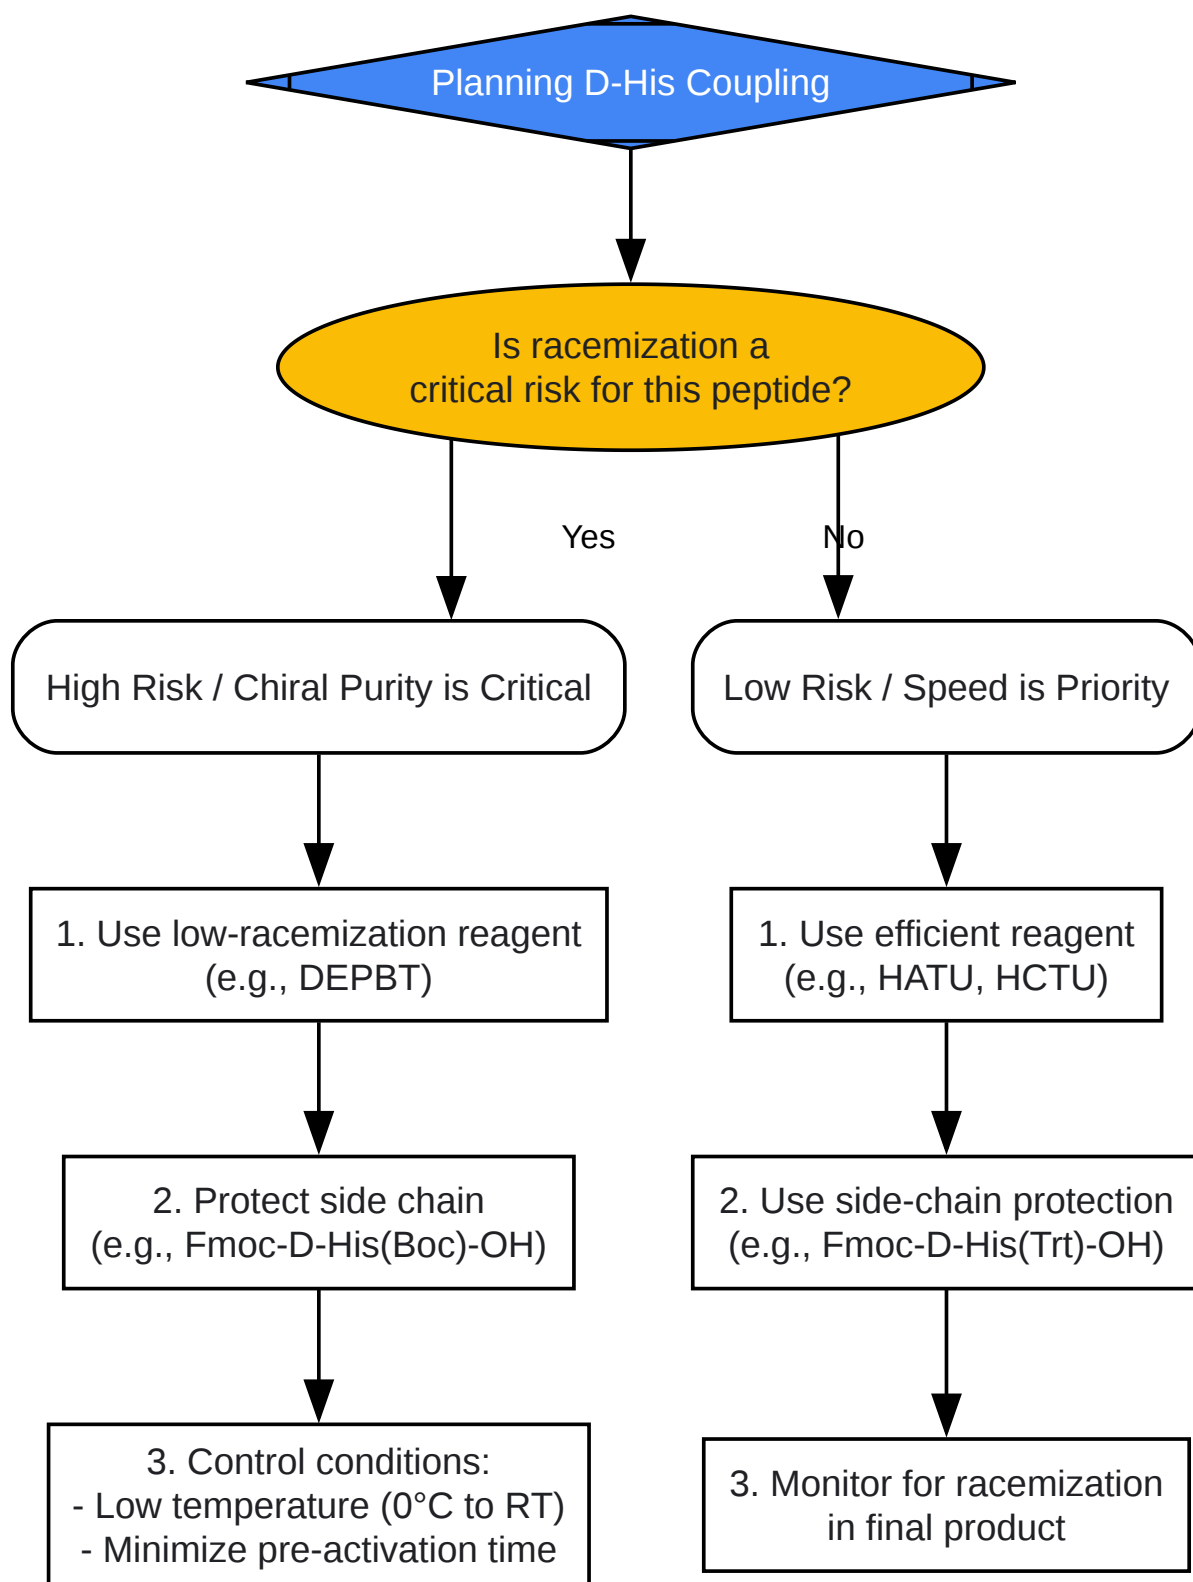 Planning D-His Coupling
Is racemization a
critical risk for this peptide?
Yes
No
High Risk / Chiral Purity is Critical
Low Risk / Speed is Priority
1. Use low-racemization reagent
(e.g., DEPBT)
1. Use efficient reagent
(e.g., HATU, HCTU)
2. Protect side chain
(e.g., Fmoc-D-His(Boc)-OH)
2. Use side-chain protection
(e.g., Fmoc-D-His(Trt)-OH)
3. Control conditions:
- Low temperature (0°C to RT)
- Minimize pre-activation time
3. Monitor for racemization
in final product